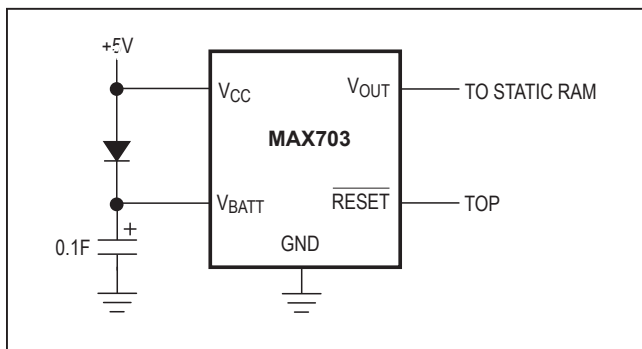 +5V
VCC
VOUT
TO STATIC RAM
MAX703
VBATT
RESET
TOP
+
0.1F
GND